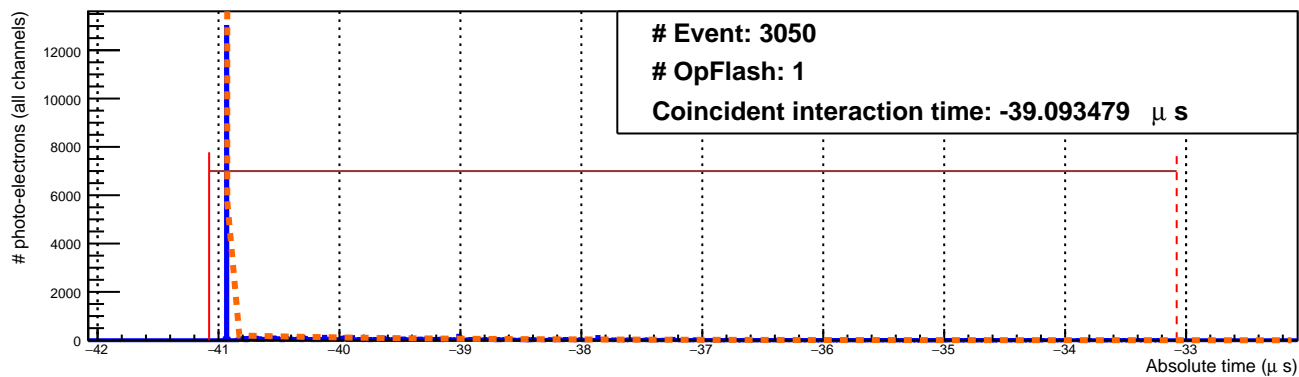 # photo-electrons (all channels)
12000
10000
8000
6000
4000
2000
0
# Event: 3050
# OpFlash: 1
Coincident interaction time: -39.093479 μ s
−42 −41 −40 −39 −38 −37 −36 −35 −34 −33
Absolute time (μ s)